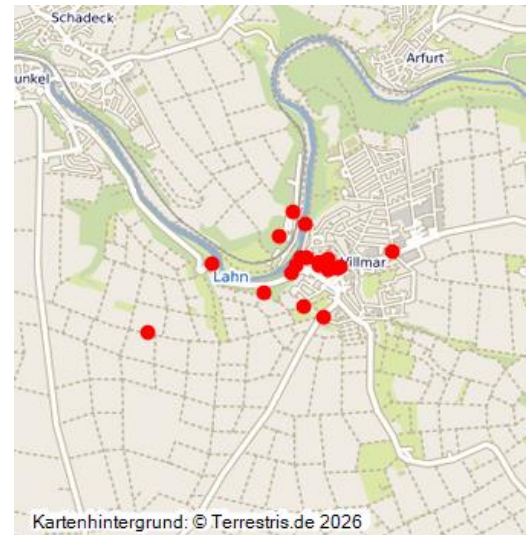 Schadeck
unkel
Arfurt
Villmar
Lahn
Kartenhintergrund: © Terrestris.de 2026